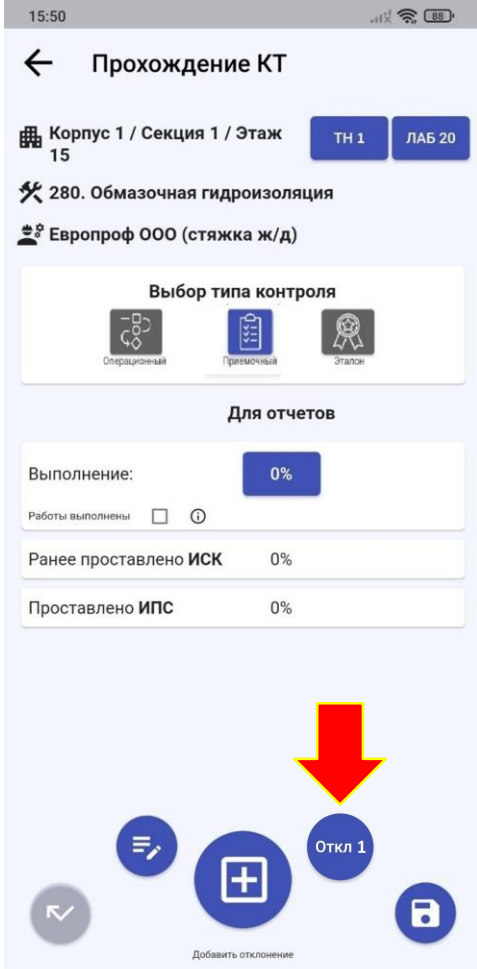 15:50
88
Прохождение КТ
Корпус 1 / Секция 1 / Этаж
15
ТН 1
ЛАБ 20
280. Обмазочная гидроизоляция
Европроф ООО (стяжка ж/д)
Выбор типа контроля
Операционный
Приемочный
Эталон
Для отчетов
Выполнение:
0%
Работы выполнены
Ранее проставлено ИСК
0%
Проставлено ИПС
0%
Откл 1
Добавить отклонение